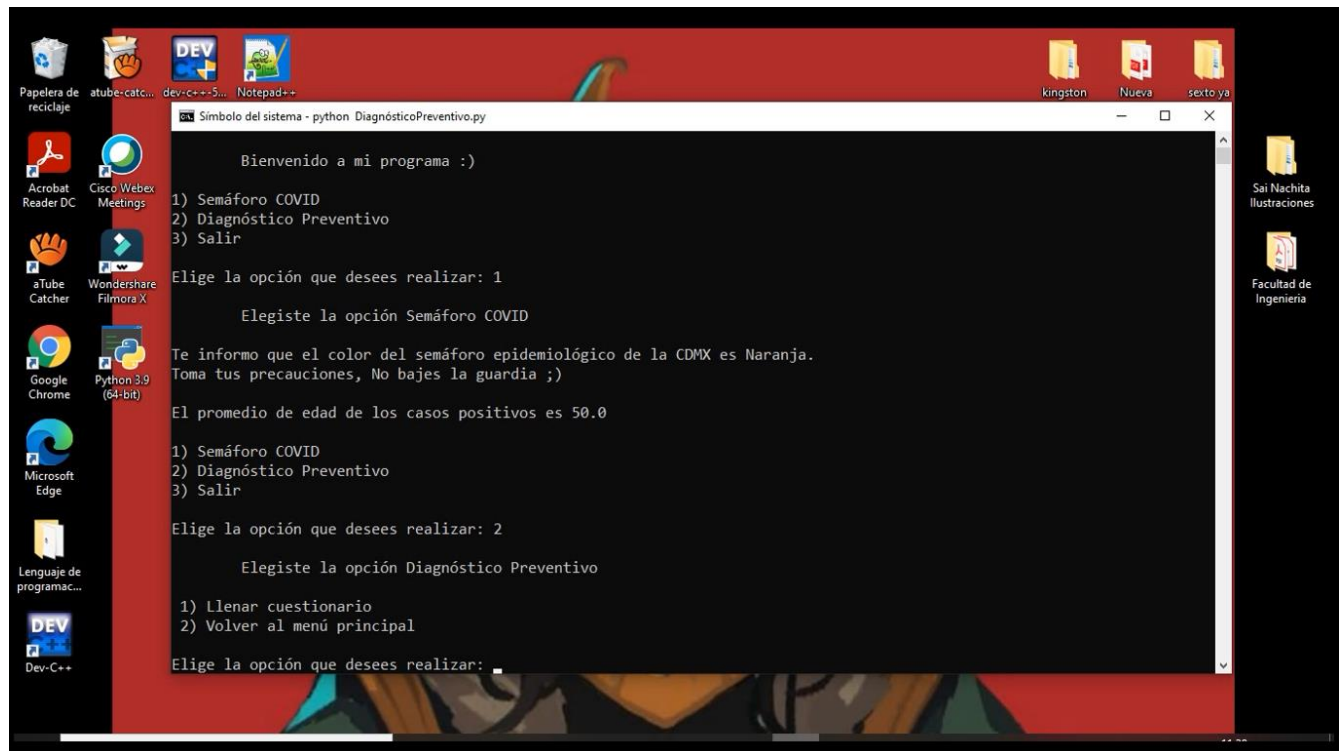 Papelera de
reciclaje
atube-catc...
DEV
C++
dev-c++-5...
Notepad++
kingston
Nueva
sexto ya
Símbolo del sistema - python DiagnósticoPreventivo.py
Bienvenido a mi programa :)
1) Semáforo COVID
2) Diagnóstico Preventivo
3) Salir
Elige la opción que desees realizar: 1
Elegiste la opción Semáforo COVID
Te informo que el color del semáforo epidemiológico de la CDMX es Naranja.
Toma tus precauciones, No bajes la guardia ;)
El promedio de edad de los casos positivos es 50.0
1) Semáforo COVID
2) Diagnóstico Preventivo
3) Salir
Elige la opción que desees realizar: 2
Elegiste la opción Diagnóstico Preventivo
1) Llenar cuestionario
2) Volver al menú principal
Elige la opción que desees realizar:
Acrobat
Reader DC
Cisco Webex
Meetings
aTube
Catcher
Wondershare
Filmora X
Google
Chrome
Python 3.9
(64-bit)
Microsoft
Edge
Lenguaje de
programac...
DEV
C++
Dev-C++
Sai Nachita
Ilustraciones
Facultad de
Ingenieria